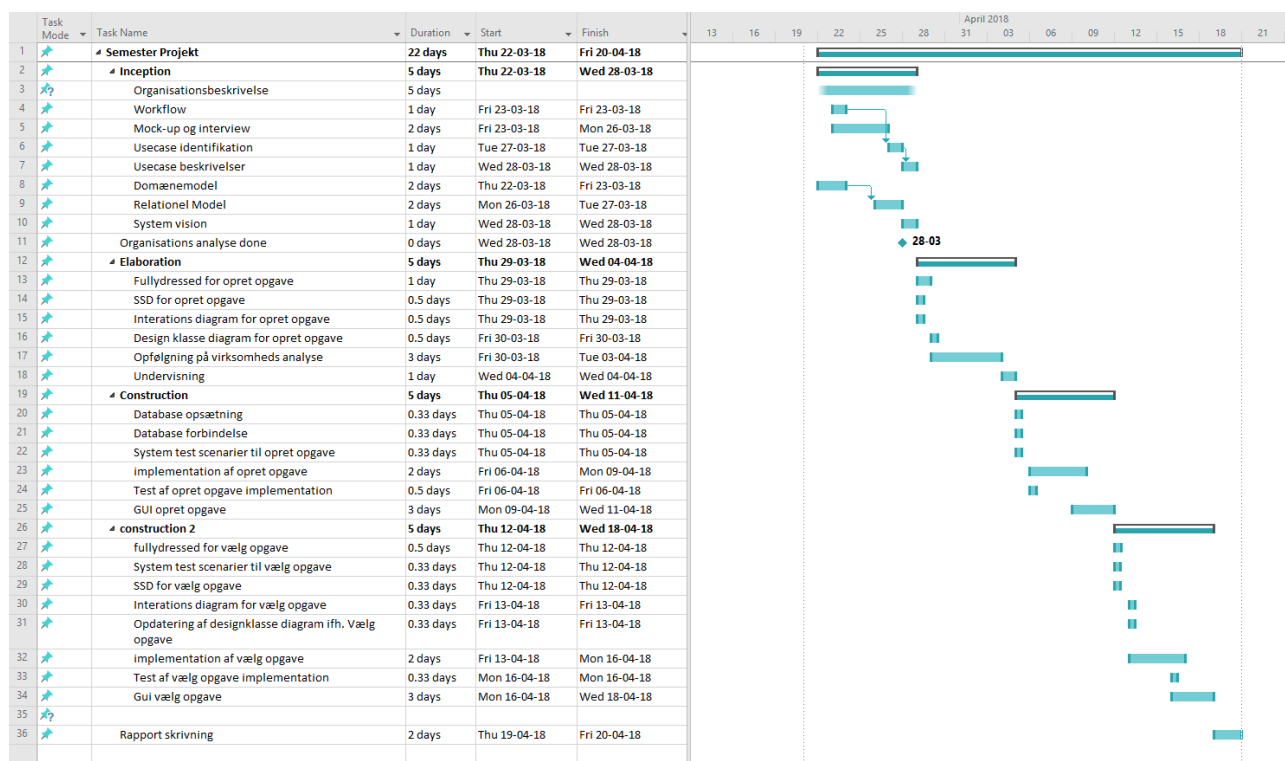 Task Mode Task Name Duration Start Finish
April 2018
13 16 19 22 25 28 31 03 06 09 12 15 18 21
1 Semester Projekt 22 days Thu 22-03-18 Fri 20-04-18
2 Inception 5 days Thu 22-03-18 Wed 28-03-18
3 ? Organisationsbeskrivelse 5 days
4 Workflow 1 day Fri 23-03-18 Fri 23-03-18
5 Mock-up og interview 2 days Fri 23-03-18 Mon 26-03-18
6 Usecase identifikation 1 day Tue 27-03-18 Tue 27-03-18
7 Usecase beskrivelser 1 day Wed 28-03-18 Wed 28-03-18
8 Domænemodel 2 days Thu 22-03-18 Fri 23-03-18
9 Relationel Model 2 days Mon 26-03-18 Tue 27-03-18
10 System vision 1 day Wed 28-03-18 Wed 28-03-18
11 Organisations analyse done 0 days Wed 28-03-18 Wed 28-03-18 28-03
12 Elaboration 5 days Thu 29-03-18 Wed 04-04-18
13 Fullydressed for opret opgave 1 day Thu 29-03-18 Thu 29-03-18
14 SSD for opret opgave 0.5 days Thu 29-03-18 Thu 29-03-18
15 Interations diagram for opret opgave 0.5 days Thu 29-03-18 Thu 29-03-18
16 Design klasse diagram for opret opgave 0.5 days Fri 30-03-18 Fri 30-03-18
17 Opfølgning på virksomheds analyse 3 days Fri 30-03-18 Tue 03-04-18
18 Undervisning 1 day Wed 04-04-18 Wed 04-04-18
19 Construction 5 days Thu 05-04-18 Wed 11-04-18
20 Database opsætning 0.33 days Thu 05-04-18 Thu 05-04-18
21 Database forbindelse 0.33 days Thu 05-04-18 Thu 05-04-18
22 System test scenarier til opret opgave 0.33 days Thu 05-04-18 Thu 05-04-18
23 implementation af opret opgave 2 days Fri 06-04-18 Mon 09-04-18
24 Test af opret opgave implementation 0.5 days Fri 06-04-18 Fri 06-04-18
25 GUI opret opgave 3 days Mon 09-04-18 Wed 11-04-18
26 construction 2 5 days Thu 12-04-18 Wed 18-04-18
27 fullydressed for vælg opgave 0.5 days Thu 12-04-18 Thu 12-04-18
28 System test scenarier til vælg opgave 0.33 days Thu 12-04-18 Thu 12-04-18
29 SSD for vælg opgave 0.33 days Thu 12-04-18 Thu 12-04-18
30 Interations diagram for vælg opgave 0.33 days Fri 13-04-18 Fri 13-04-18
31 Opdatering af designklasse diagram ifh. Vælg 0.33 days Fri 13-04-18 Fri 13-04-18
opgave
32 implementation af vælg opgave 2 days Fri 13-04-18 Mon 16-04-18
33 Test af vælg opgave implementation 0.33 days Mon 16-04-18 Mon 16-04-18
34 Gui vælg opgave 3 days Mon 16-04-18 Wed 18-04-18
35 ?
36 Rapport skrivning 2 days Thu 19-04-18 Fri 20-04-18